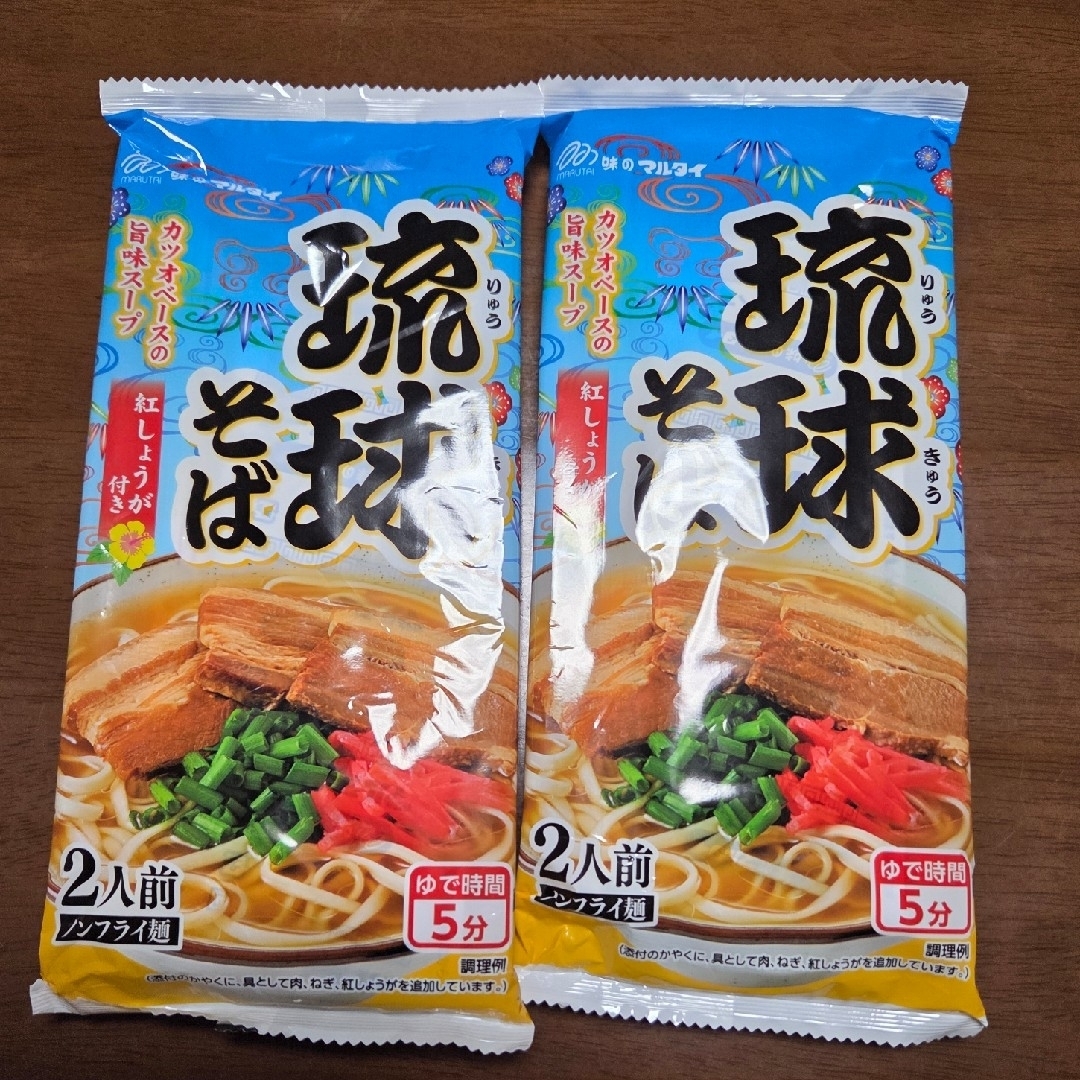 MARUTAI 味のマルタイ
カツオベースの
旨味スープ
琉球
りゅう
そば
紅しょうが
付き
2人前
ノンフライ麺
ゆで時間
5分
調理例
(添付のかやくに、具として肉、ねぎ、紅しょうがを追加しています。)
味のマルタイ
カツオベースの
旨味スープ
琉球
りゅう
きゅう
そば
紅しょう
2人前
ノンフライ麺
ゆで時間
5分
調理例
(添付のかやくに、具として肉、ねぎ、紅しょうがを追加しています。)